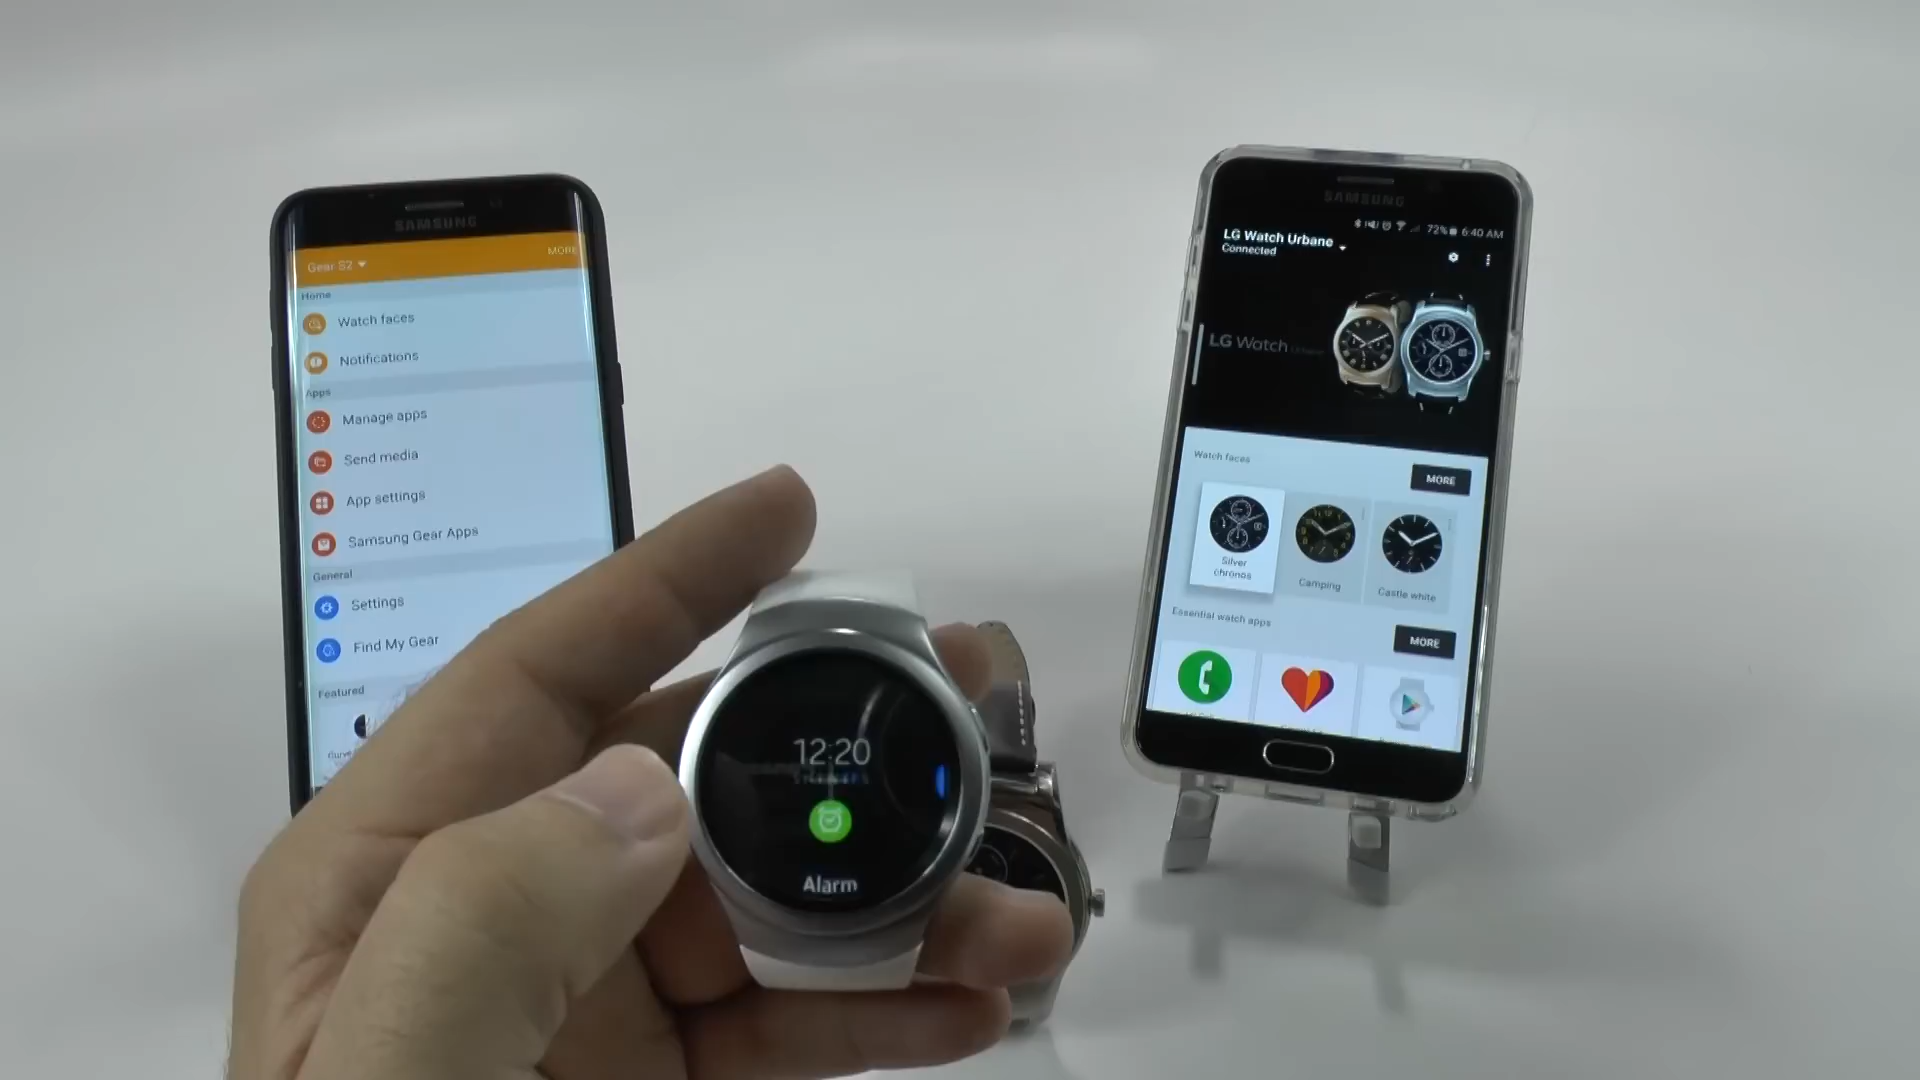 SAMSUNG
MORE
Gear S2
Home
Watch faces
Notifications
Apps
Manage apps
Send media
App settings
Samsung Gear Apps
General
Settings
Find My Gear
Featured
12:20
Alarm
SAMSUNG
72% 6:40 AM
LG Watch Urbane
Connected
LG Watch Urbane
Watch faces
MORE
Silver
chronos
Camping
Castle white
Essential watch apps
MORE